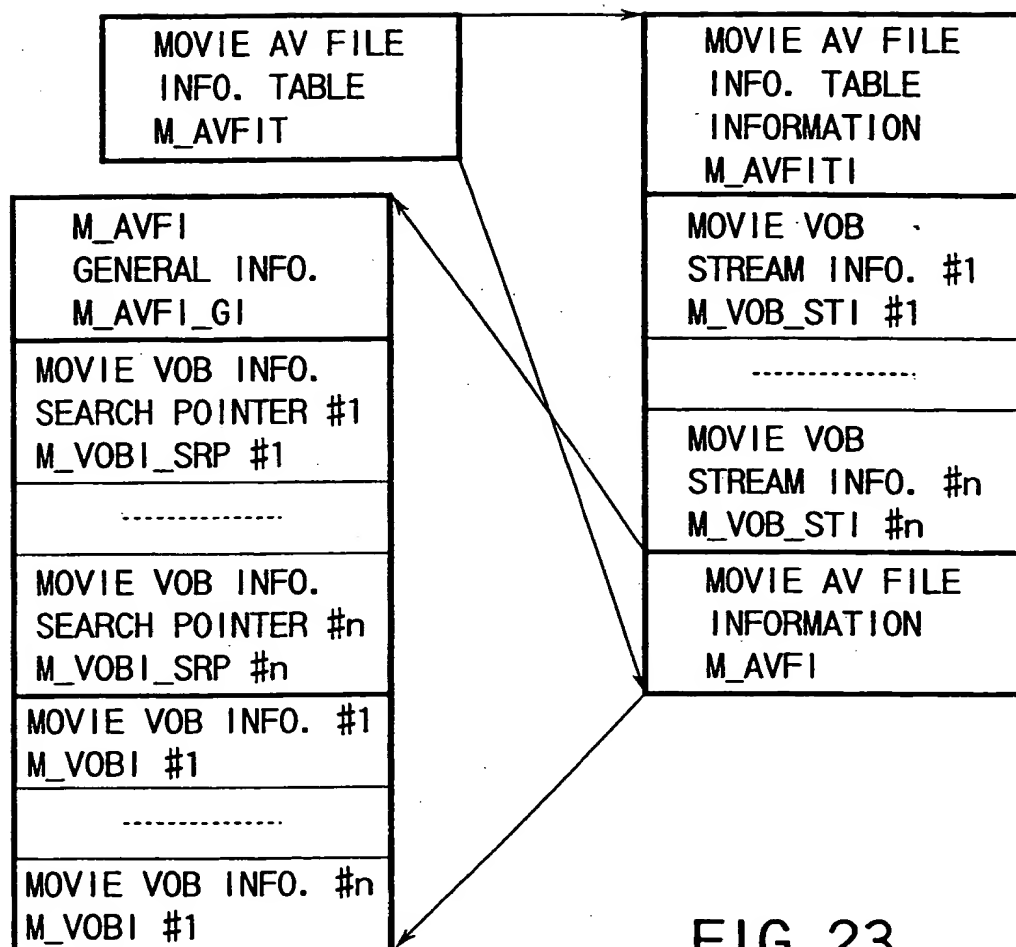 MOVIE AV FILE
INFO. TABLE
M_AVFIT
MOVIE AV FILE
INFO. TABLE
INFORMATION
M_AVFITI
MOVIE VOB
STREAM INFO. #1
M_VOB_STI #1
MOVIE VOB
STREAM INFO. #n
M_VOB_STI #n
MOVIE AV FILE
INFORMATION
M_AVFI
M_AVFI
GENERAL INFO.
M_AVFI_GI
MOVIE VOB INFO.
SEARCH POINTER #1
M_VOBI_SRP #1
MOVIE VOB INFO.
SEARCH POINTER #n
M_VOBI_SRP #n
MOVIE VOB INFO. #1
M_VOBI #1
MOVIE VOB INFO. #n
M_VOBI #1
FIG. 23